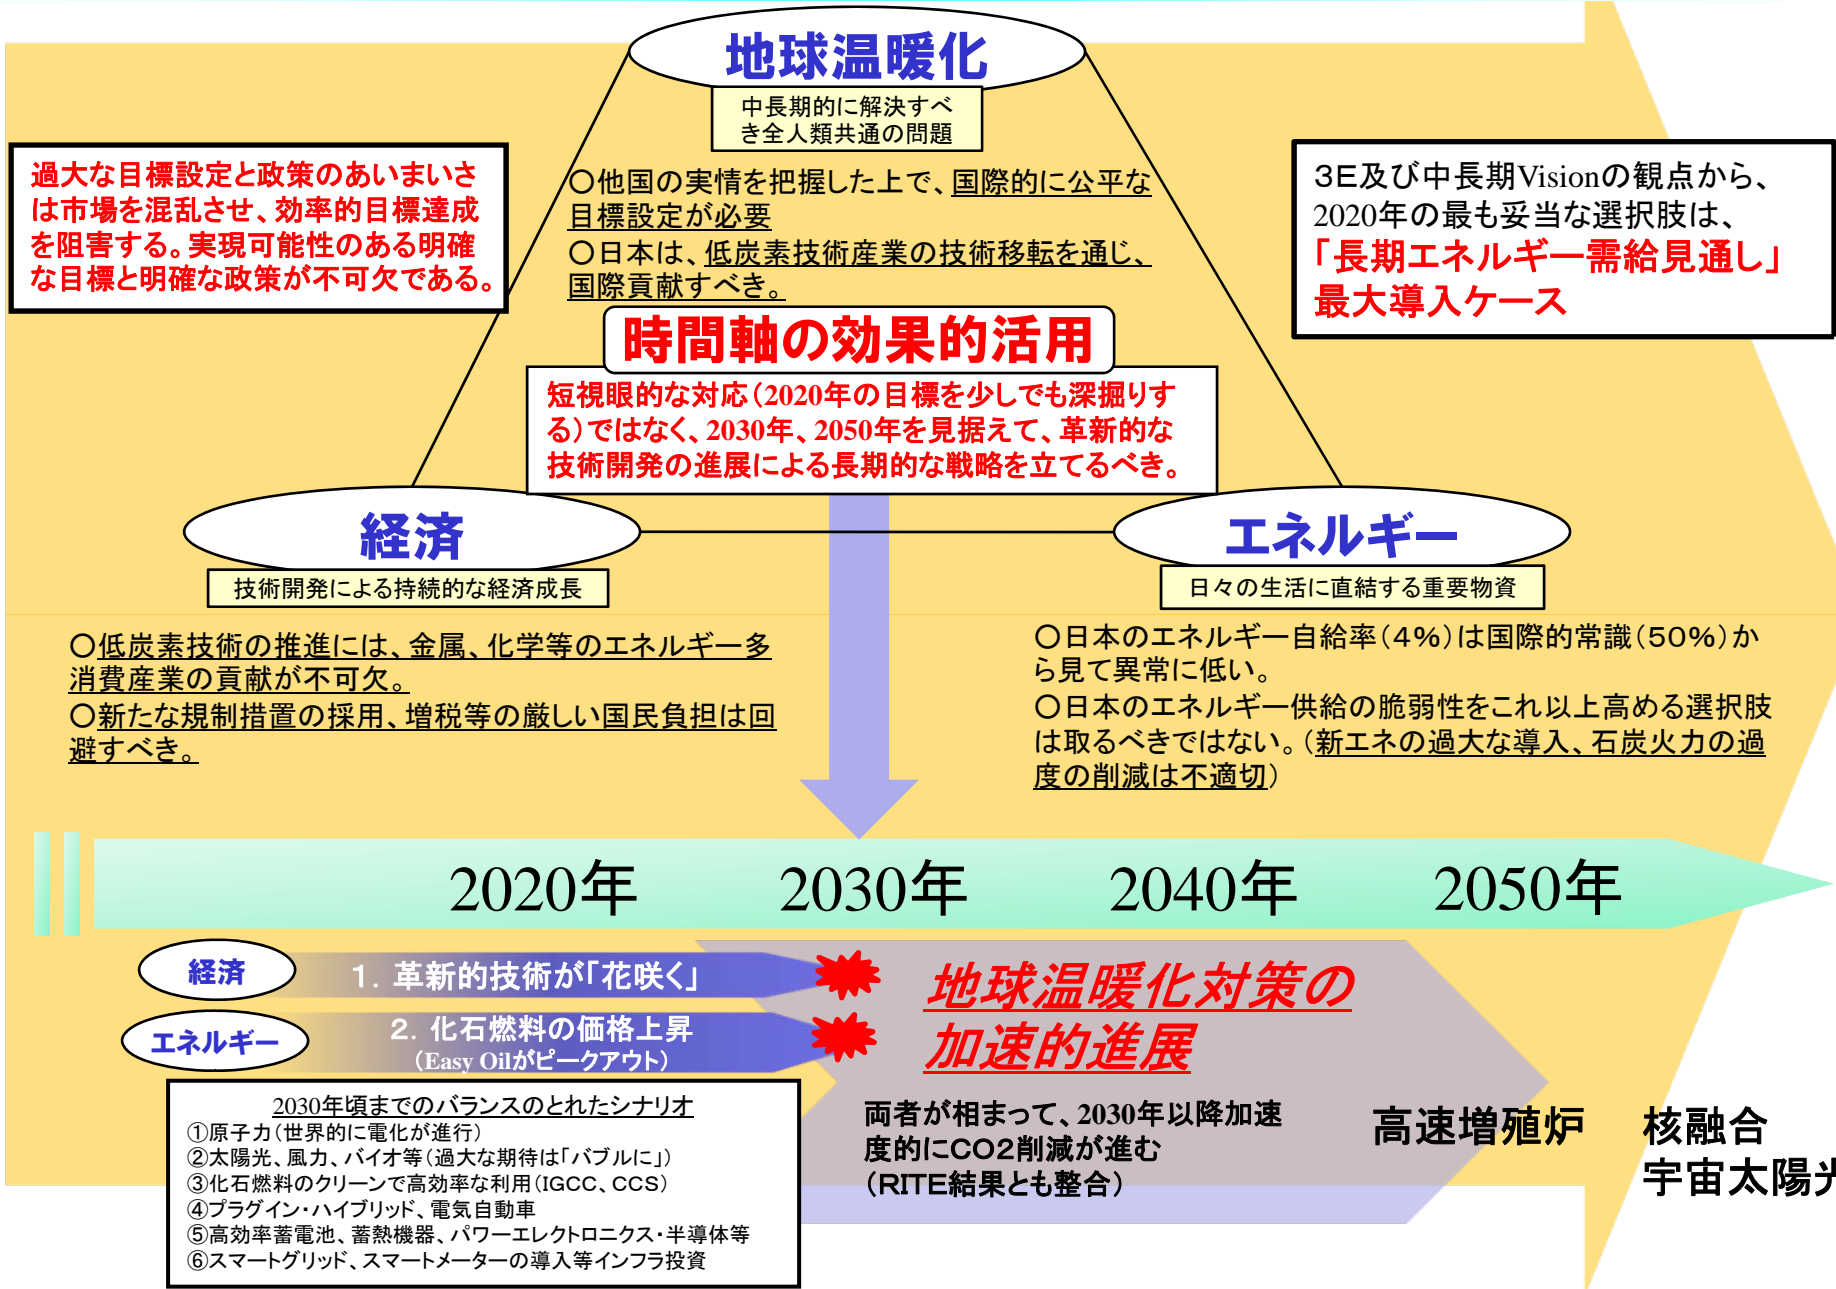 地球温暖化
中長期的に解決すべ
き全人類共通の問題
過大な目標設定と政策のあいまいさ
は市場を混乱させ、効率的目標達成
を阻害する。実現可能性のある明確
な目標と明確な政策が不可欠である。
○他国の実情を把握した上で、国際的に公平な
目標設定が必要
○日本は、低炭素技術産業の技術移転を通じ、
国際貢献すべき。
3E及び中長期Visionの観点から、
2020年の最も妥当な選択肢は、
「長期エネルギー需給見通し」
最大導入ケース
時間軸の効果的活用
短視眼的な対応（2020年の目標を少しでも深掘りす
る）ではなく、2030年、2050年を見据えて、革新的な
技術開発の進展による長期的な戦略を立てるべき。
経済
技術開発による持続的な経済成長
エネルギー
日々の生活に直結する重要物資
○低炭素技術の推進には、金属、化学等のエネルギー多
消費産業の貢献が不可欠。
○新たな規制措置の採用、増税等の厳しい国民負担は回
避すべき。
○日本のエネルギー自給率（4％）は国際的常識（50％）か
ら見て異常に低い。
○日本のエネルギー供給の脆弱性をこれ以上高める選択肢
は取るべきではない。（新エネの過大な導入、石炭火力の過
度の削減は不適切）
2020年 2030年 2040年 2050年
経済
1．革新的技術が「花咲く」
エネルギー
2．化石燃料の価格上昇
（Easy Oilがピークアウト）
地球温暖化対策の
加速的進展
2030年頃までのバランスのとれたシナリオ
①原子力（世界的に電化が進行）
②太陽光、風力、バイオ等（過大な期待は「バブルに」）
③化石燃料のクリーンで高効率な利用（IGCC、CCS）
④プラグイン・ハイブリッド、電気自動車
⑤高効率蓄電池、蓄熱機器、パワーエレクトロニクス・半導体等
⑥スマートグリッド、スマートメーターの導入等インフラ投資
両者が相まって、2030年以降加速
度的にCO2削減が進む
（RITE結果とも整合）
高速増殖炉
核融合
宇宙太陽光